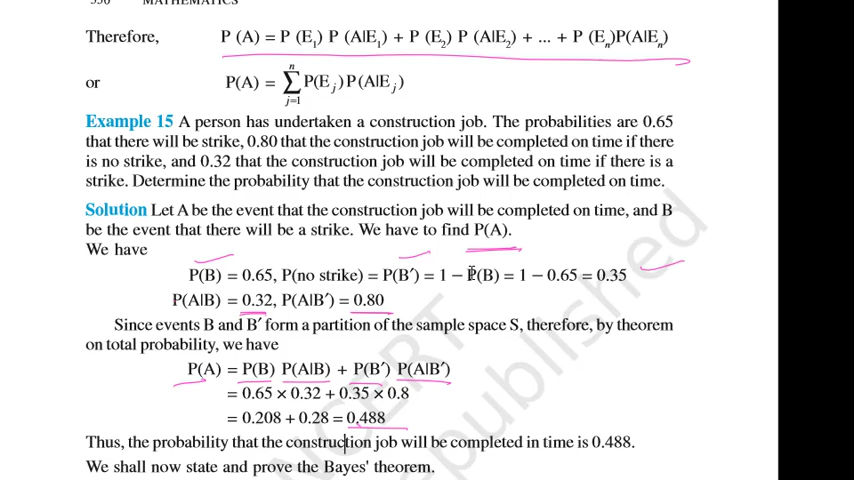 550 MATHEMATICS
Therefore, P (A) = P (E₁) P (A|E₁) + P (E₂) P (A|E₂) + ... + P (Eₙ)P(A|Eₙ)
or P(A) = ∑ⁿⱼ₌₁ P(Eⱼ)P(A|Eⱼ)
Example 15 A person has undertaken a construction job. The probabilities are 0.65
that there will be strike, 0.80 that the construction job will be completed on time if there
is no strike, and 0.32 that the construction job will be completed on time if there is a
strike. Determine the probability that the construction job will be completed on time.
Solution Let A be the event that the construction job will be completed on time, and B
be the event that there will be a strike. We have to find P(A).
We have
P(B) = 0.65, P(no strike) = P(B′) = 1 − P(B) = 1 − 0.65 = 0.35
P(A|B) = 0.32, P(A|B′) = 0.80
Since events B and B′ form a partition of the sample space S, therefore, by theorem
on total probability, we have
P(A) = P(B) P(A|B) + P(B′) P(A|B′)
= 0.65 × 0.32 + 0.35 × 0.8
= 0.208 + 0.28 = 0.488
Thus, the probability that the construction job will be completed in time is 0.488.
We shall now state and prove the Bayes' theorem.
NCERT
republished